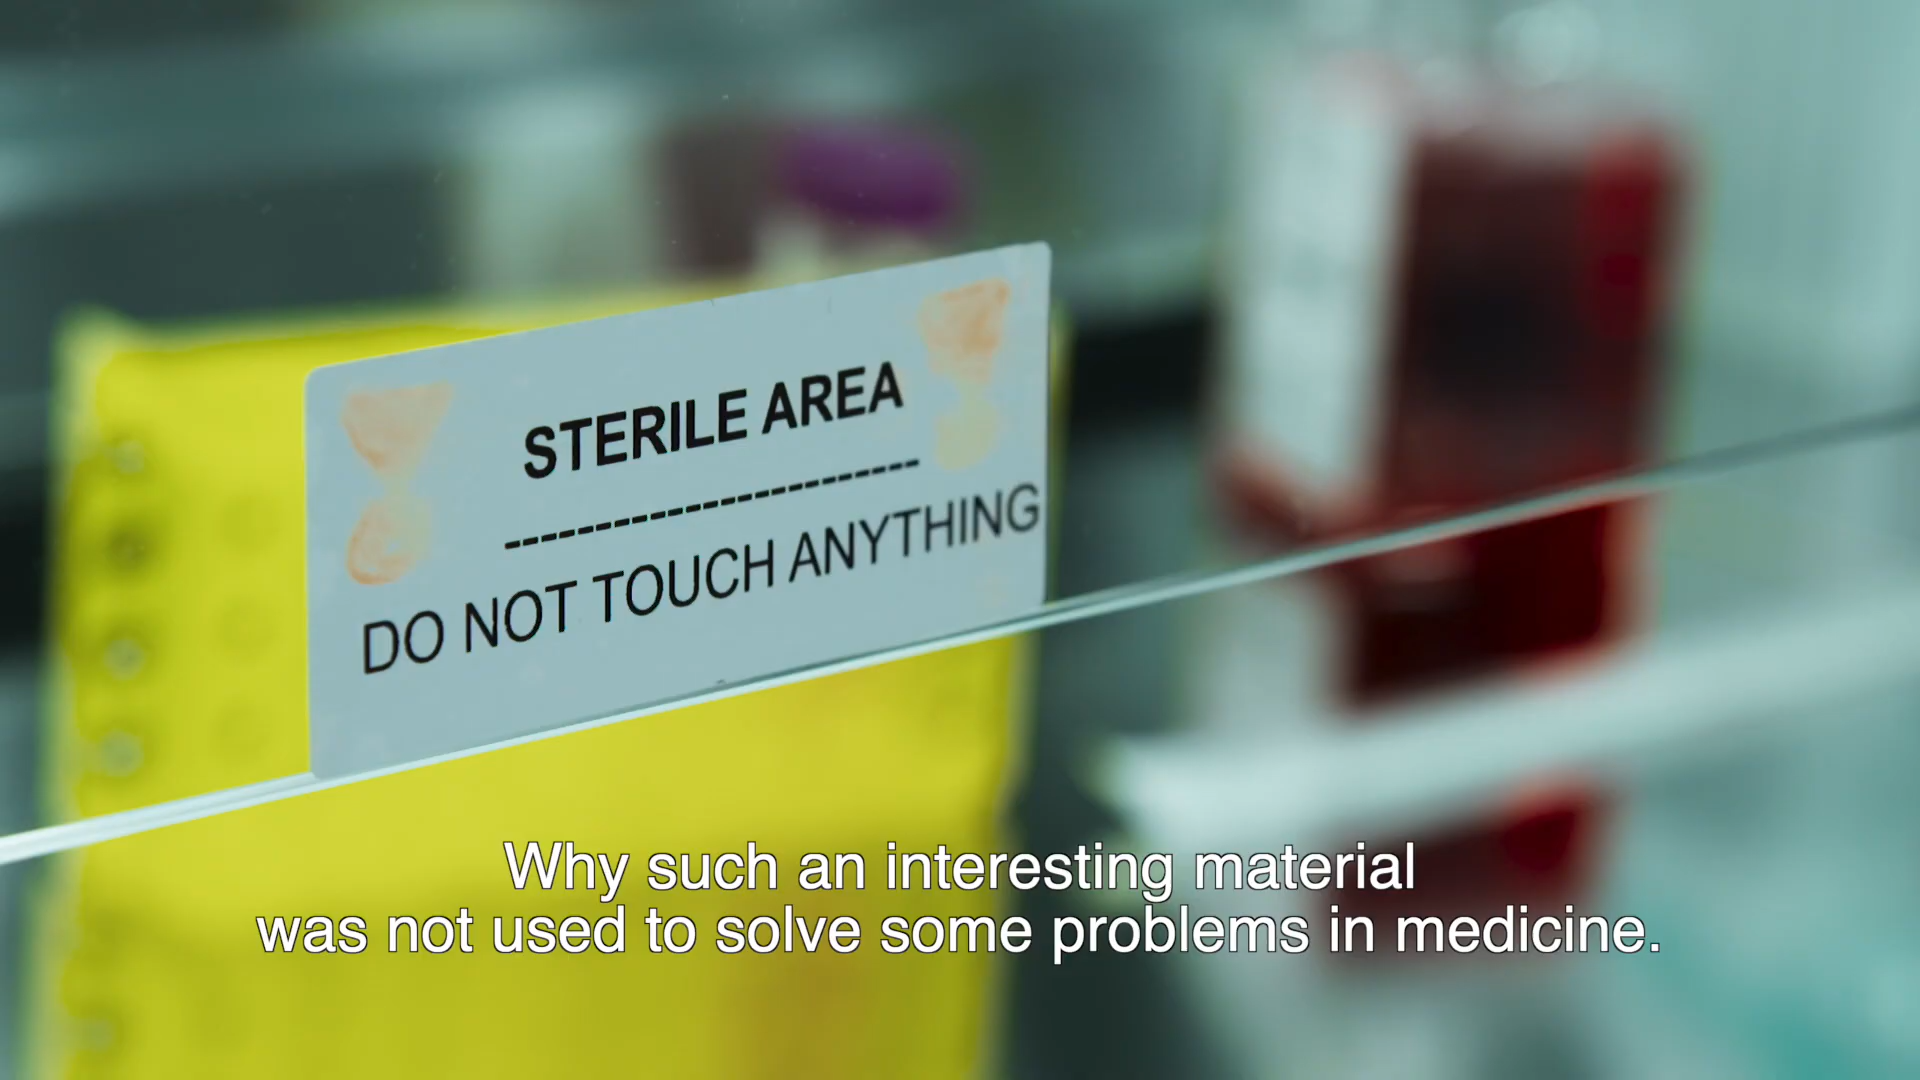 STERILE AREA
-----------------------
DO NOT TOUCH ANYTHING
Why such an interesting material
was not used to solve some problems in medicine.